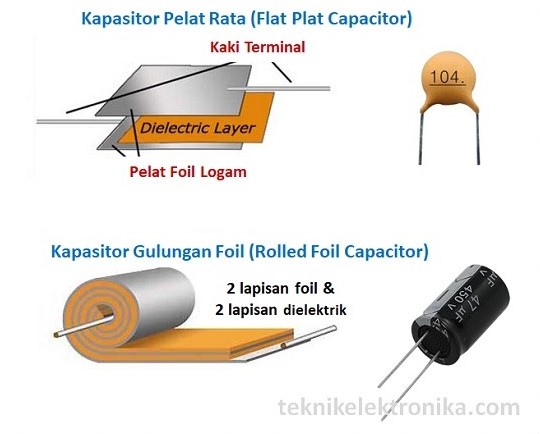 Kapasitor Pelat Rata (Flat Plat Capacitor)
Kaki Terminal
104.
Dielectric Layer
Pelat Foil Logam
Kapasitor Gulungan Foil (Rolled Foil Capacitor)
2 lapisan foil &
2 lapisan dielektrik
47 µF
450 V
teknikelektronika.com